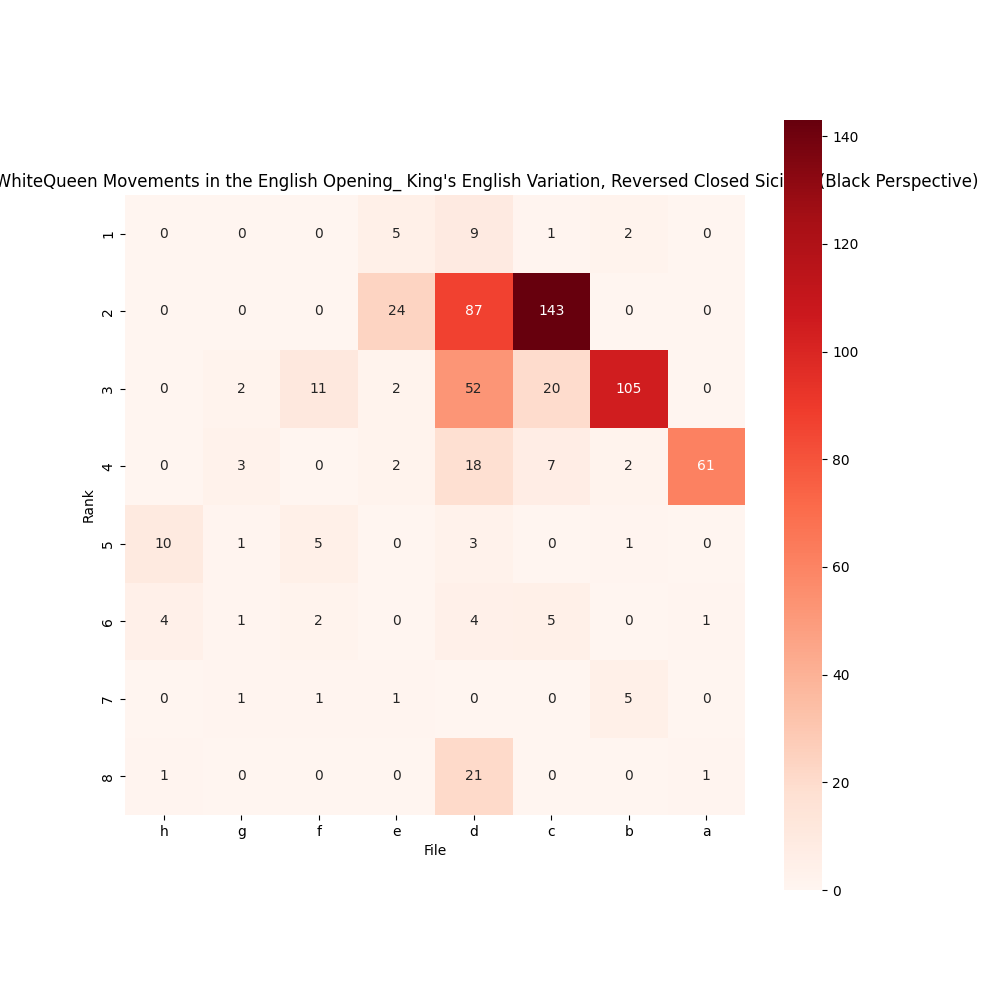 140
WhiteQueen Movements in the English Opening_ King's English Variation, Reversed Closed Sicilian (Black Perspective)
1 0 0 0 5 9 1 2 0
2 0 0 0 24 87 143 0 0
3 0 2 11 2 52 20 105 0
4 0 3 0 2 18 7 2 61
5 10 1 5 0 3 0 1 0
6 4 1 2 0 4 5 0 1
7 0 1 1 1 0 0 5 0
8 1 0 0 0 21 0 0 1
h g f e d c b a
File
Rank
120
100
80
60
40
20
0